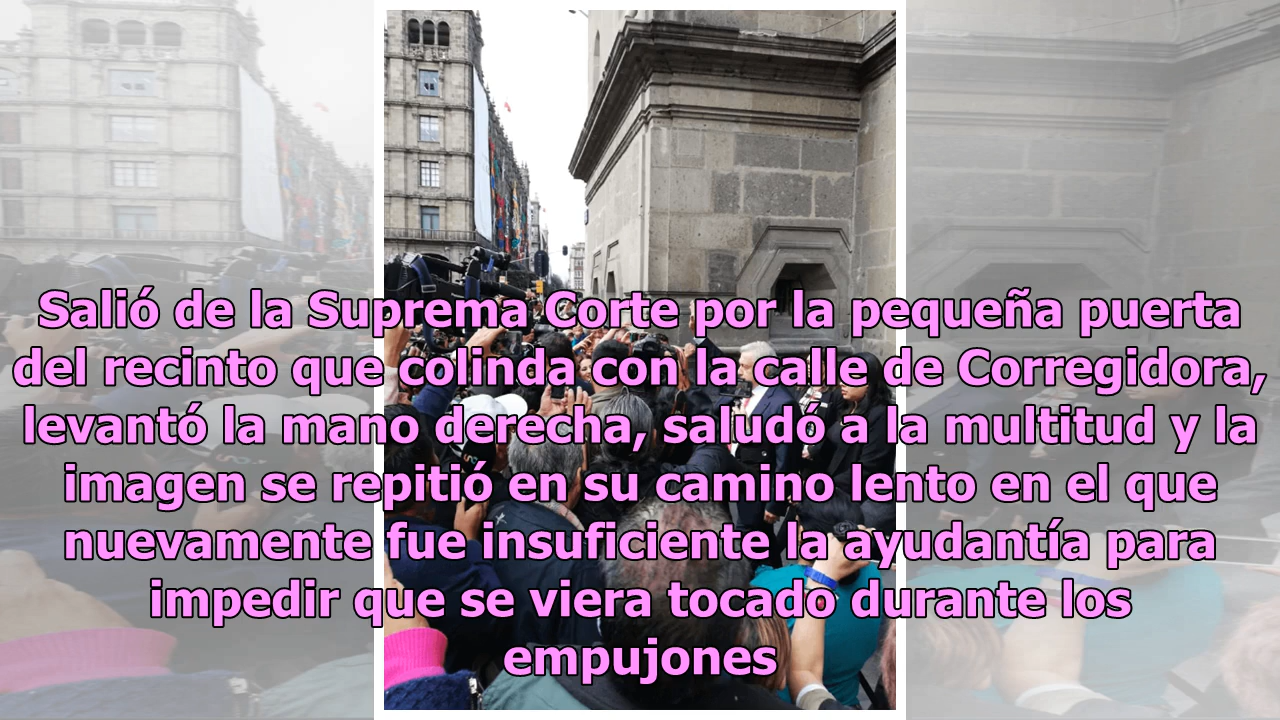 Salió de la Suprema Corte por la pequeña puerta
del recinto que colinda con la calle de Corregidora,
levantó la mano derecha, saludó a la multitud y la
imagen se repitió en su camino lento en el que
nuevamente fue insuficiente la ayudantía para
impedir que se viera tocado durante los
empujones